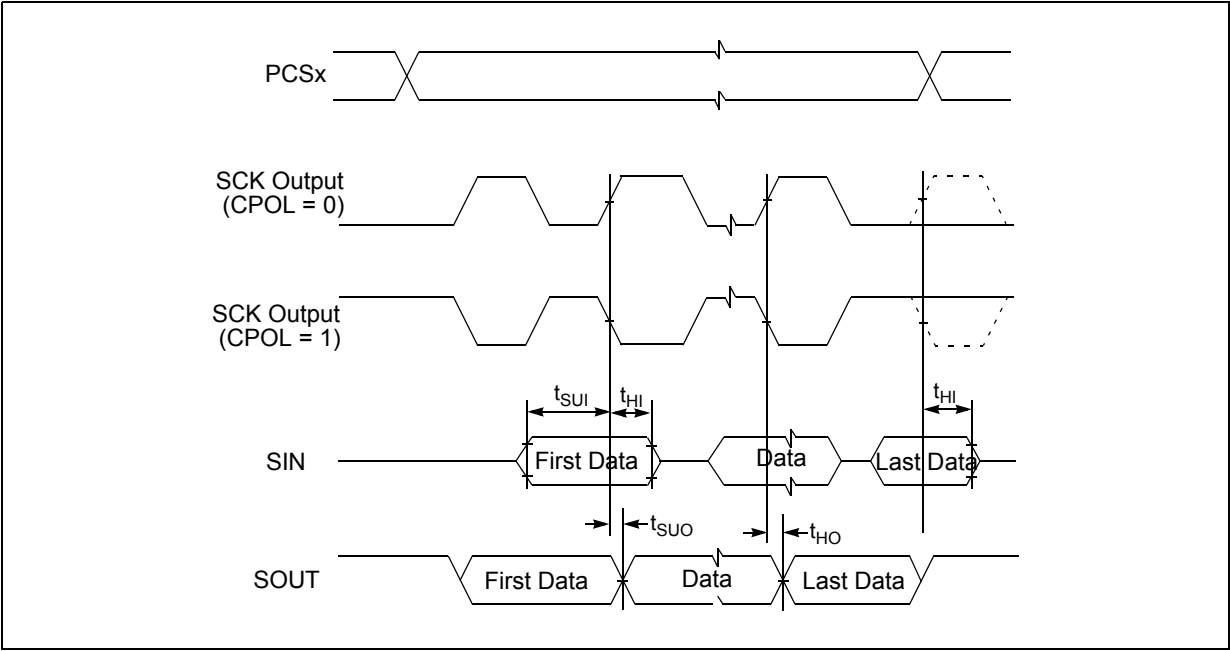 PCSx
SCK Output
(CPOL = 0)
SCK Output
(CPOL = 1)
tSUI
tHI
tHI
SIN
First Data
Data
Last Data
tSUO
tHO
SOUT
First Data
Data
Last Data